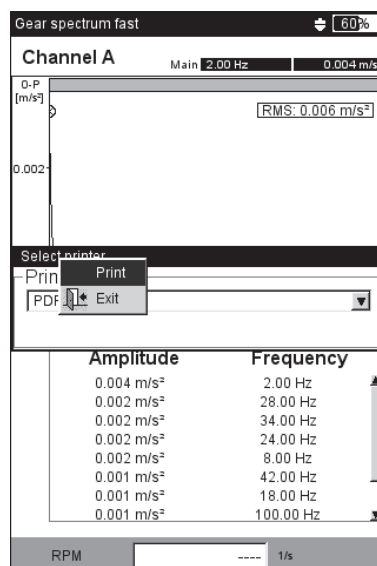 Gear spectrum fast 60%
Channel A Main 2.00 Hz 0.004 m/s
0-P
[m/s²]
RMS: 0.006 m/s²
0.002
Select printer
Print
Exit
Amplitude Frequency
0.004 m/s² 2.00 Hz
0.002 m/s² 28.00 Hz
0.002 m/s² 34.00 Hz
0.002 m/s² 24.00 Hz
0.002 m/s² 8.00 Hz
0.001 m/s² 42.00 Hz
0.001 m/s² 18.00 Hz
0.001 m/s² 100.00 Hz
RPM ---- 1/s